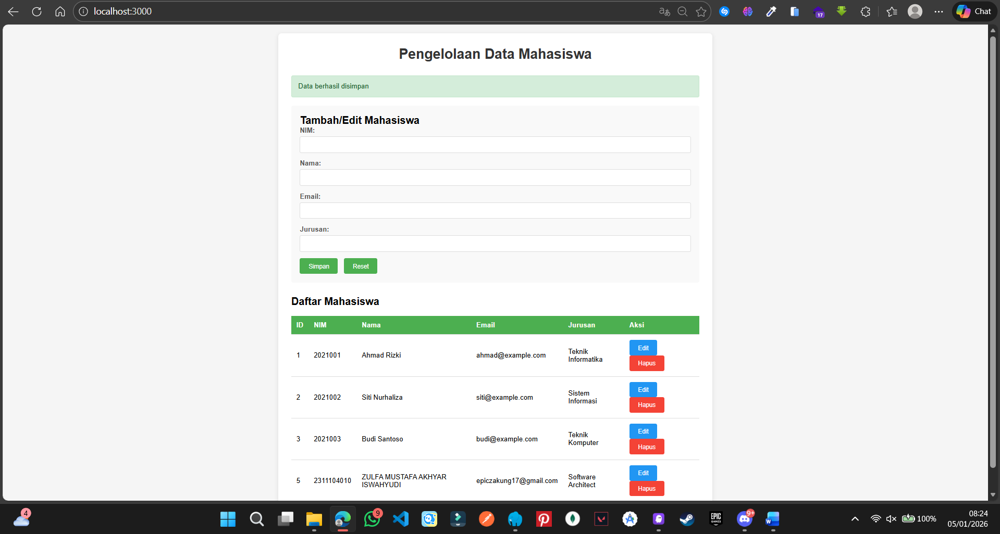 localhost:3000
17
Chat
Pengelolaan Data Mahasiswa
Data berhasil disimpan
Tambah/Edit Mahasiswa
NIM:
Nama:
Email:
Jurusan:
Simpan Reset
Daftar Mahasiswa
ID NIM Nama Email Jurusan Aksi
1 2021001 Ahmad Rizki ahmad@example.com Teknik
Informatika
Edit
Hapus
2 2021002 Siti Nurhaliza siti@example.com Sistem
Informasi
Edit
Hapus
3 2021003 Budi Santoso budi@example.com Teknik
Komputer
Edit
Hapus
5 2311104010 ZULFA MUSTAFA AKHYAR
ISWAHYUDI
epiczakung17@gmail.com Software
Architect
Edit
Hapus
4
9
EPIC
GAMES
9+
W
100%
08:24
05/01/2026